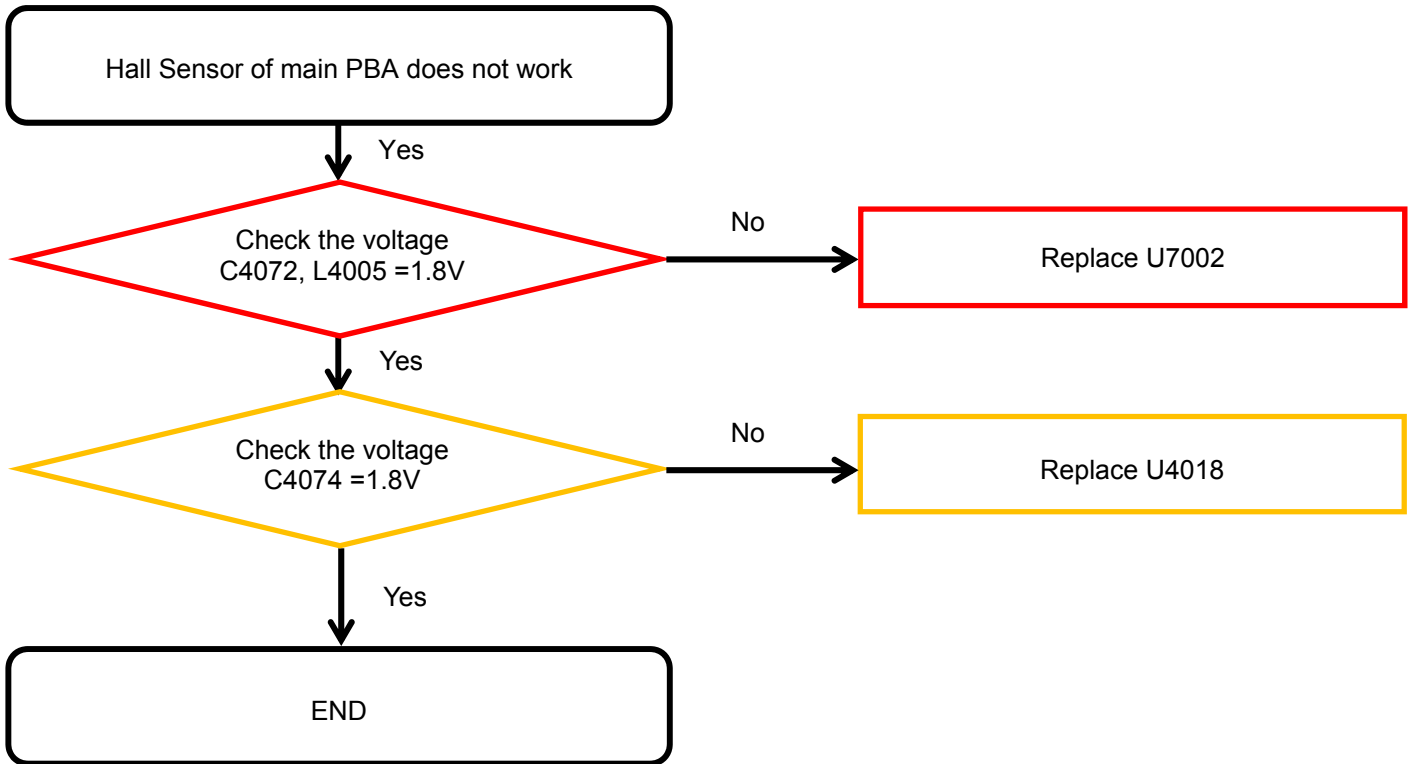 Hall Sensor of main PBA does not work
Yes
Check the voltage
C4072, L4005 =1.8V
No
Replace U7002
Yes
Check the voltage
C4074 =1.8V
No
Replace U4018
Yes
END